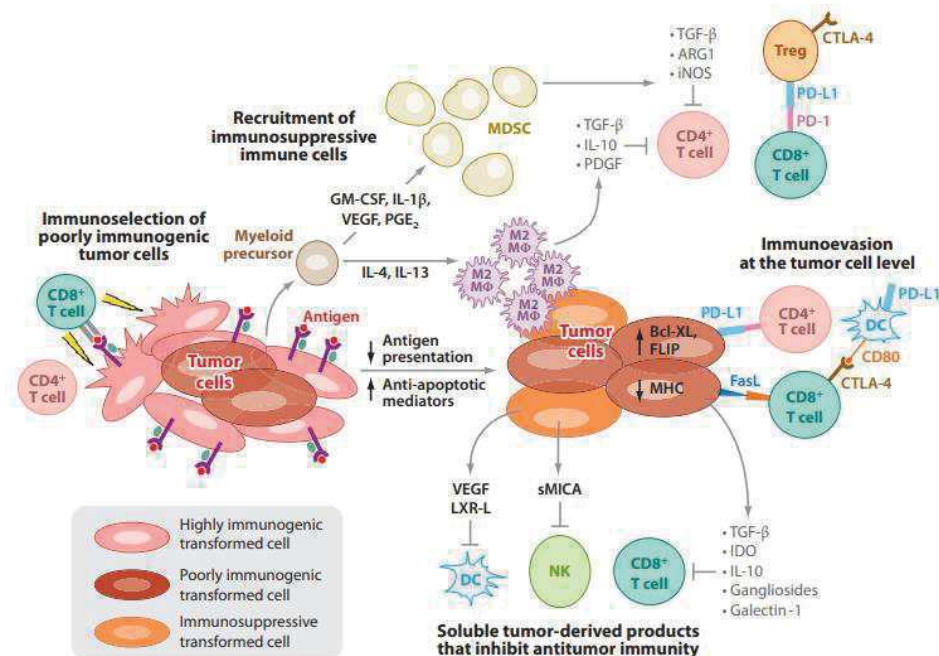 • TGF-β
• ARG1
• iNOS
CTLA-4
Treg
PD-L1
PD-1
CD8+
T cell
CD4+
T cell
MDSC
Recruitment of
immunosuppressive
immune cells
• TGF-β
• IL-10
• PDGF
GM-CSF, IL-1β,
VEGF, PGE₂
Immunoselection of
poorly immunogenic
tumor cells
Myeloid
precursor
IL-4, IL-13
M2
MΦ
M2
MΦ
M2
MΦ
M2
MΦ
Immunoevasion
at the tumor cell level
CD8+
T cell
Antigen
CD4+
T cell
Tumor
cells
Antigen
presentation
Anti-apoptotic
mediators
Tumor
cells
Bcl-XL,
FLIP
MHC
PD-L1
CD4+
T cell
PD-L1
DC
CD80
CTLA-4
FasL
CD8+
T cell
VEGF
LXR-L
sMICA
DC
NK
CD8+
T cell
• TGF-β
• IDO
• IL-10
• Gangliosides
• Galectin-1
Soluble tumor-derived products
that inhibit antitumor immunity
Highly immunogenic
transformed cell
Poorly immunogenic
transformed cell
Immunosuppressive
transformed cell